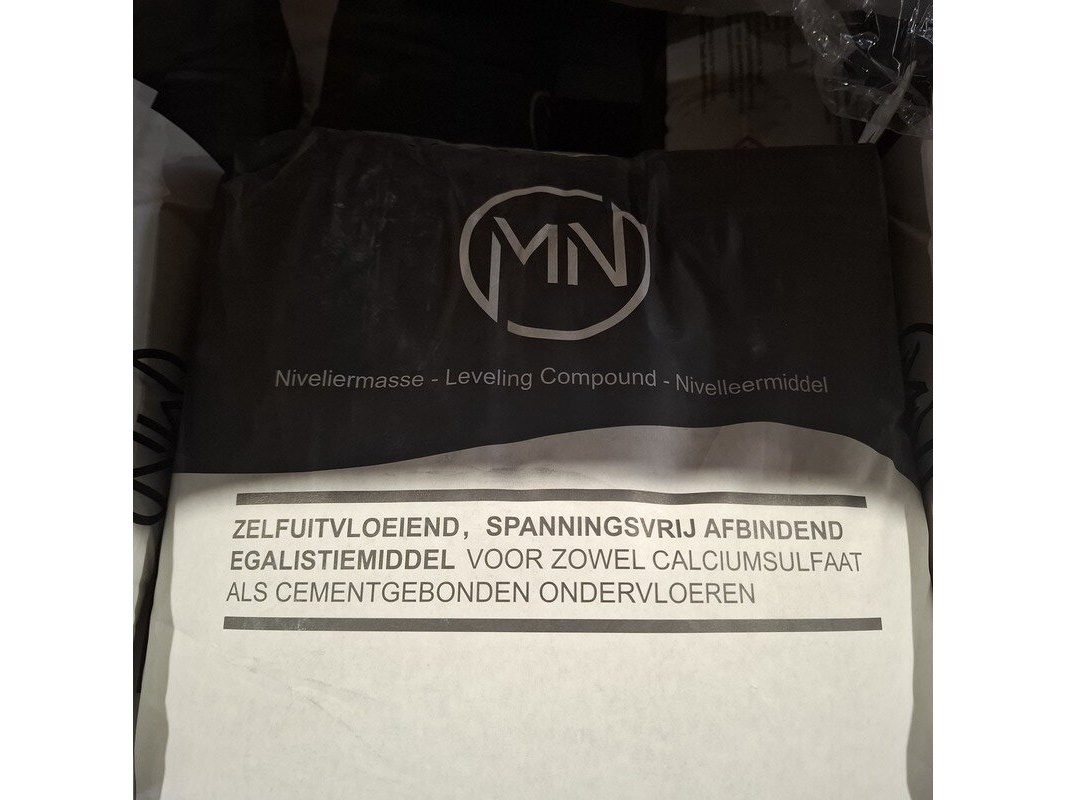 MN
Niveliermasse - Leveling Compound - Nivelleermiddel
ZELFUITVLOEIEND, SPANNINGSVRIJ AFBINDEND
EGALISTIEMIDDEL VOOR ZOWEL CALCIUMSULFAAT
ALS CEMENTGEBONDEN ONDERVLOEREN